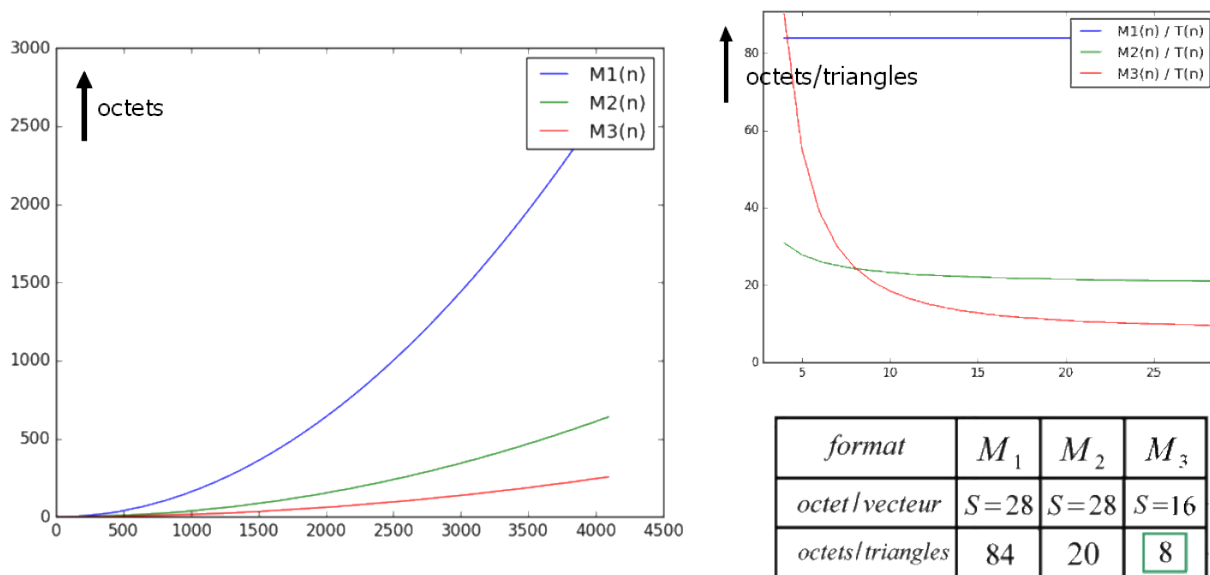 3000
2500
2000
1500
1000
500
0
octets
M1(n)
M2(n)
M3(n)
0 500 1000 1500 2000 2500 3000 3500 4000 4500
80
60
40
20
0
octets/triangles
M1(n) / T(n)
M2(n) / T(n)
M3(n) / T(n)
5 10 15 20 25
format M1 M2 M3
octet/vecteur S=28 S=28 S=16
octets/triangles 84 20 8